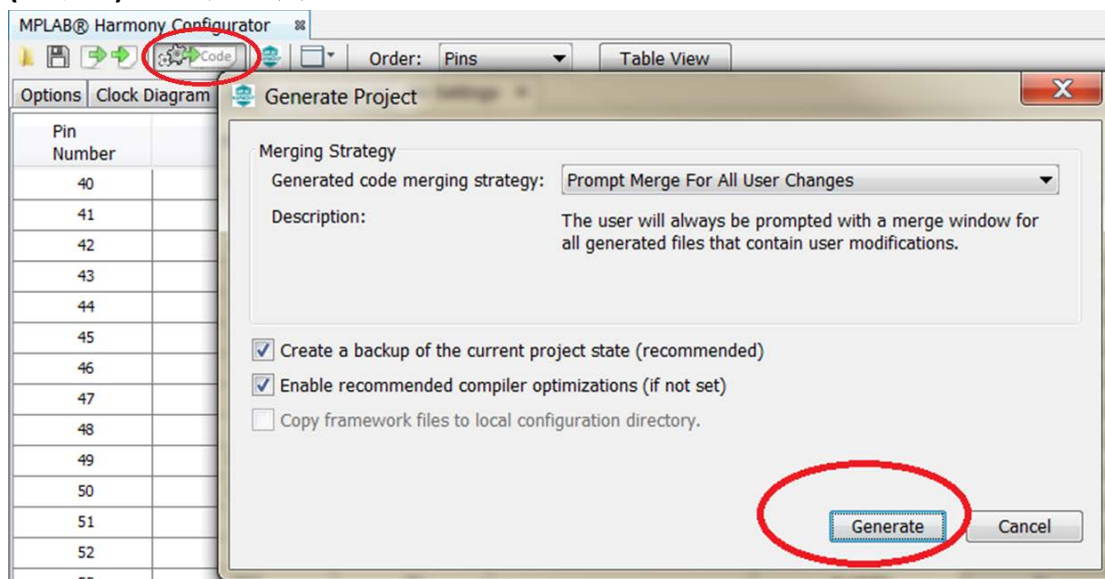 MPLAB® Harmony Configurator
Code
Order: Pins Table View
Options Clock Diagram
Generate Project
Pin
Number
Merging Strategy
Generated code merging strategy: Prompt Merge For All User Changes
Description: The user will always be prompted with a merge window for
all generated files that contain user modifications.
40
41
42
43
44
45
46
47
48
49
50
51
52
Create a backup of the current project state (recommended)
Enable recommended compiler optimizations (if not set)
Copy framework files to local configuration directory.
Generate Cancel